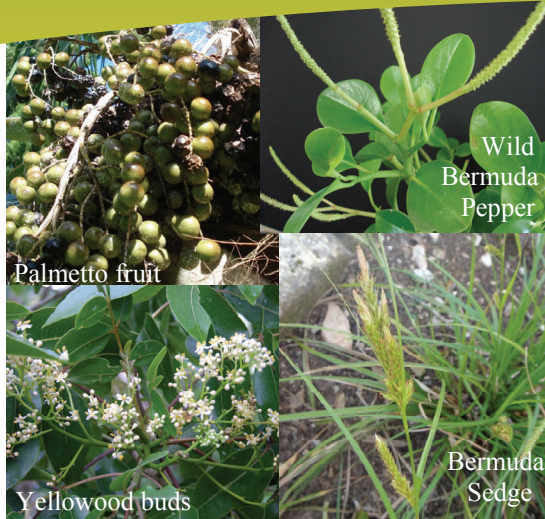 Palmetto fruit
Wild
Bermuda
Pepper
Yellowood buds
Bermuda
Sedge